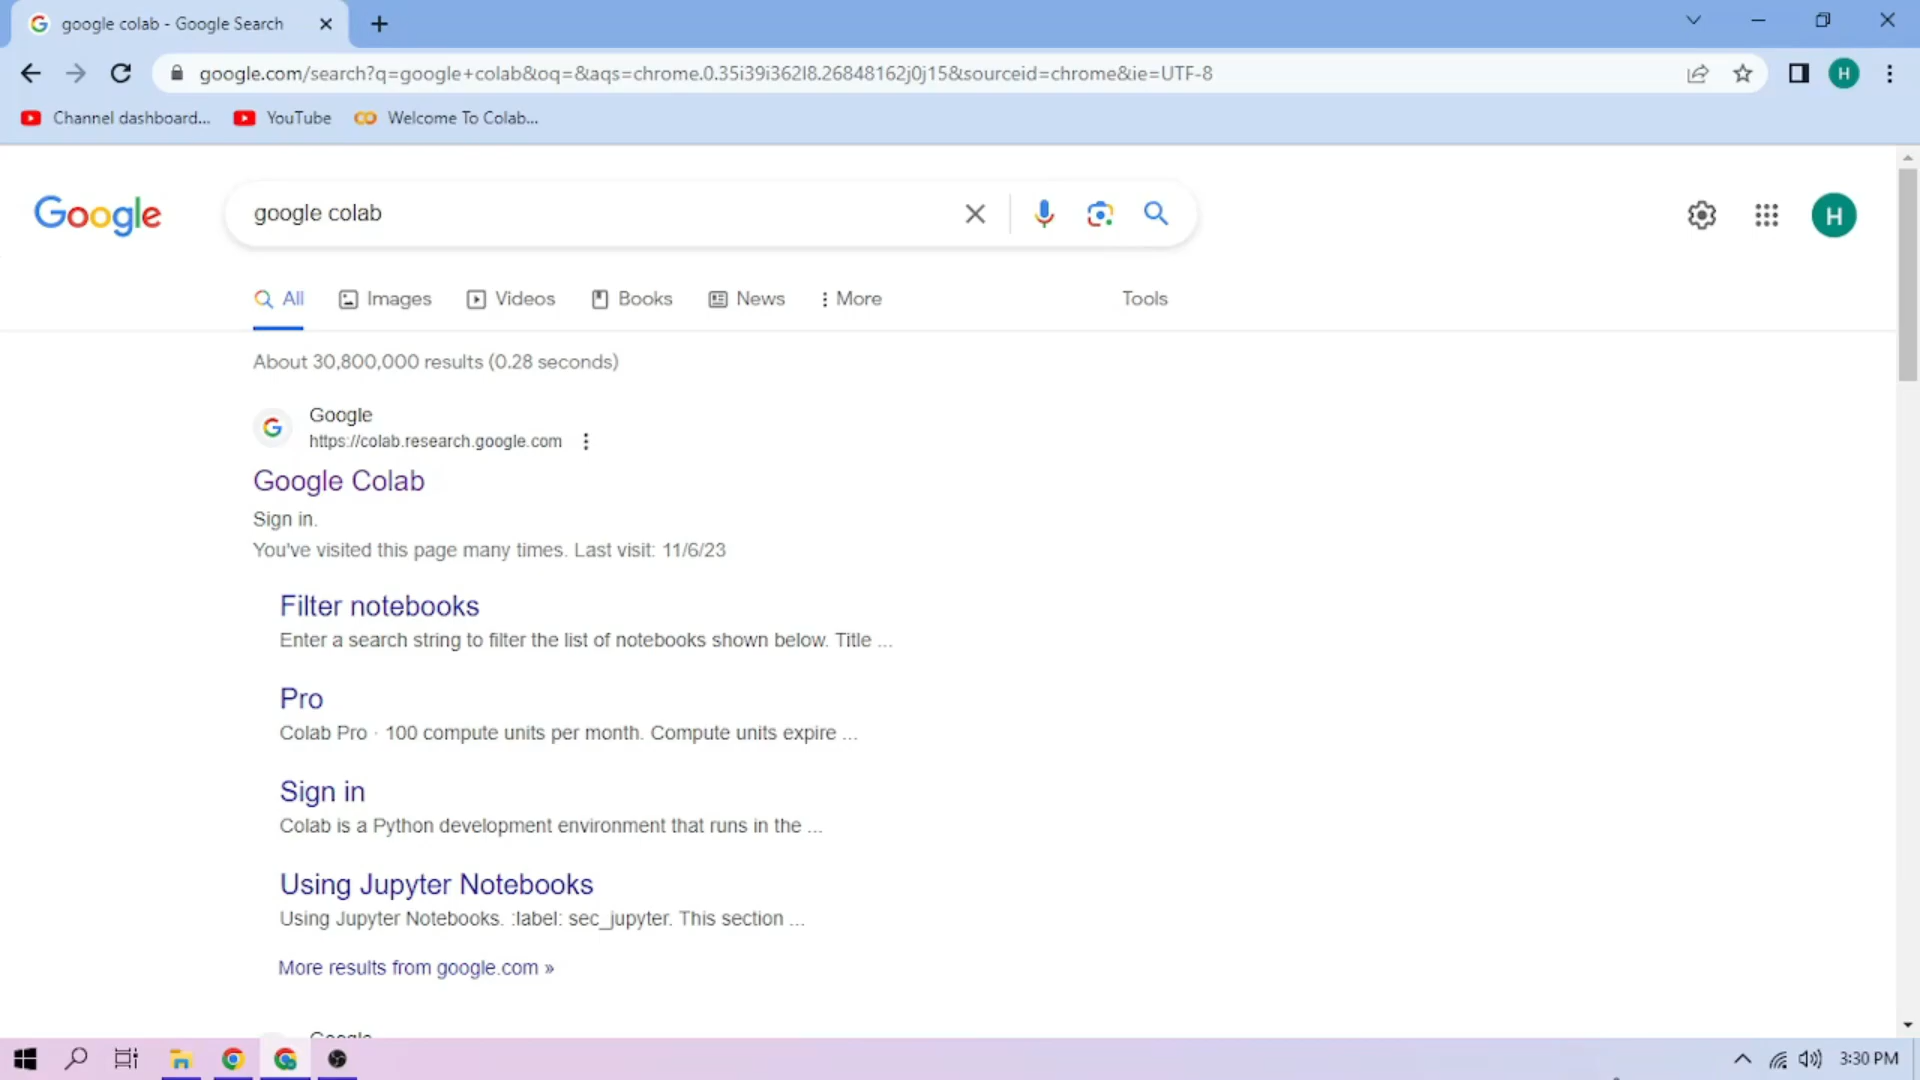 google colab - Google Search
google.com/search?q=google+colab&oq=&aqs=chrome.0.35i39i362l8.26848162j0j15&sourceid=chrome&ie=UTF-8
H
Channel dashboard...
YouTube
Welcome To Colab...
Google
google colab
H
All
Images
Videos
Books
News
More
Tools
About 30,800,000 results (0.28 seconds)
Google
https://colab.research.google.com
Google Colab
Sign in.
You've visited this page many times. Last visit: 11/6/23
Filter notebooks
Enter a search string to filter the list of notebooks shown below. Title ...
Pro
Colab Pro · 100 compute units per month. Compute units expire ...
Sign in
Colab is a Python development environment that runs in the ...
Using Jupyter Notebooks
Using Jupyter Notebooks. :label: sec_jupyter. This section ...
More results from google.com »
Google
3:30 PM